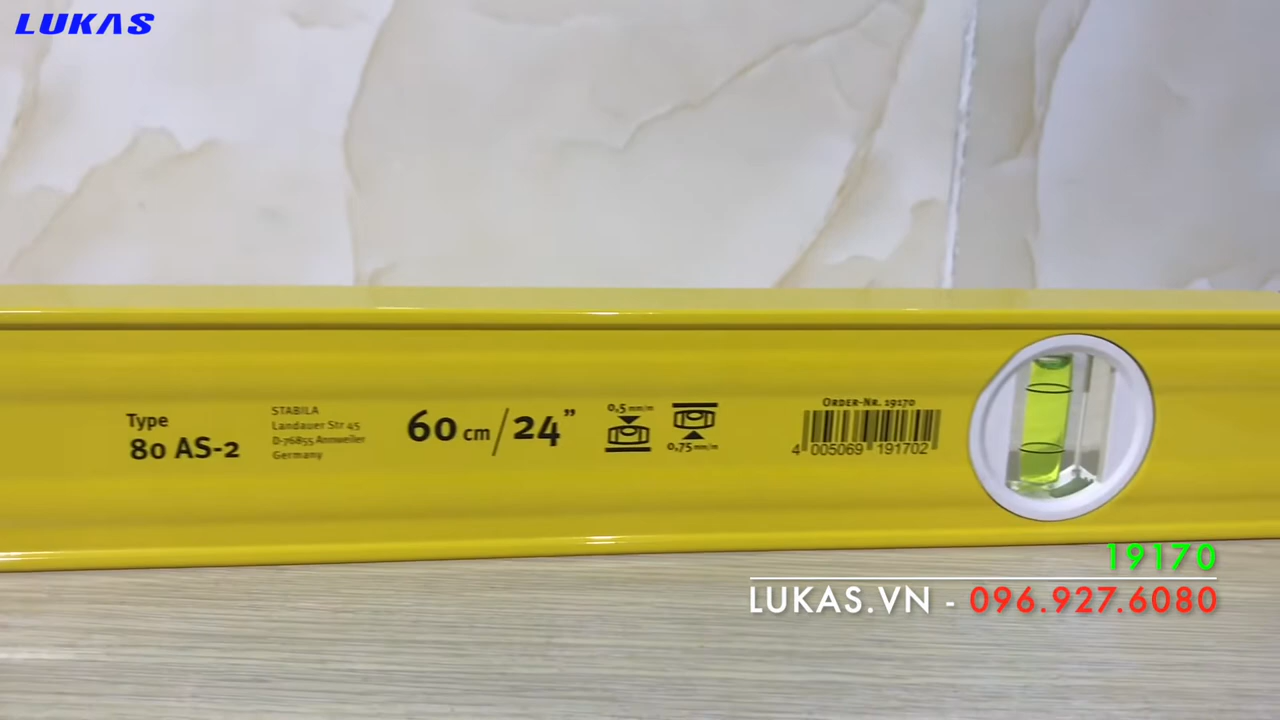 LUKAS
Type
80 AS-2
STABILA
Landauer Str 45
D-76855 Annweiler
Germany
60 cm/24”
0,5 mm/m
0,75 mm/m
ORDER-NR. 19170
4 005069 191702
19170
LUKAS.VN - 096.927.6080